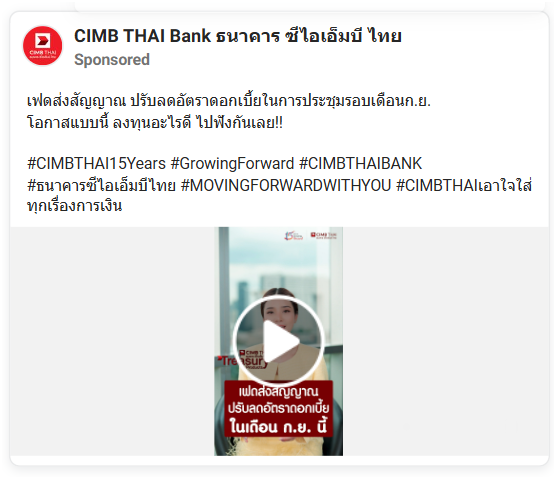 CIMB THAI Bank ธนาคาร ซีไอเอ็มบี ไทย
Sponsored
เฟดส่งสัญญาณ ปรับลดอัตราดอกเบี้ยในการประชุมรอบเดือนก.ย.
โอกาสแบบนี้ ลงทุนอะไรดี ไปฟังกันเลย!!
#CIMBTHAI15Years #GrowingForward #CIMBTHAIBANK
#ธนาคารซีไอเอ็มบีไทย #MOVINGFORWARDWITHYOU #CIMBTHAIเอาใจใส่
ทุกเรื่องการเงิน
CIMB THAI
CIMB THAI
Treasury
เฟดส่งสัญญาณ
ปรับลดอัตราดอกเบี้ย
ในเดือน ก.ย. นี้